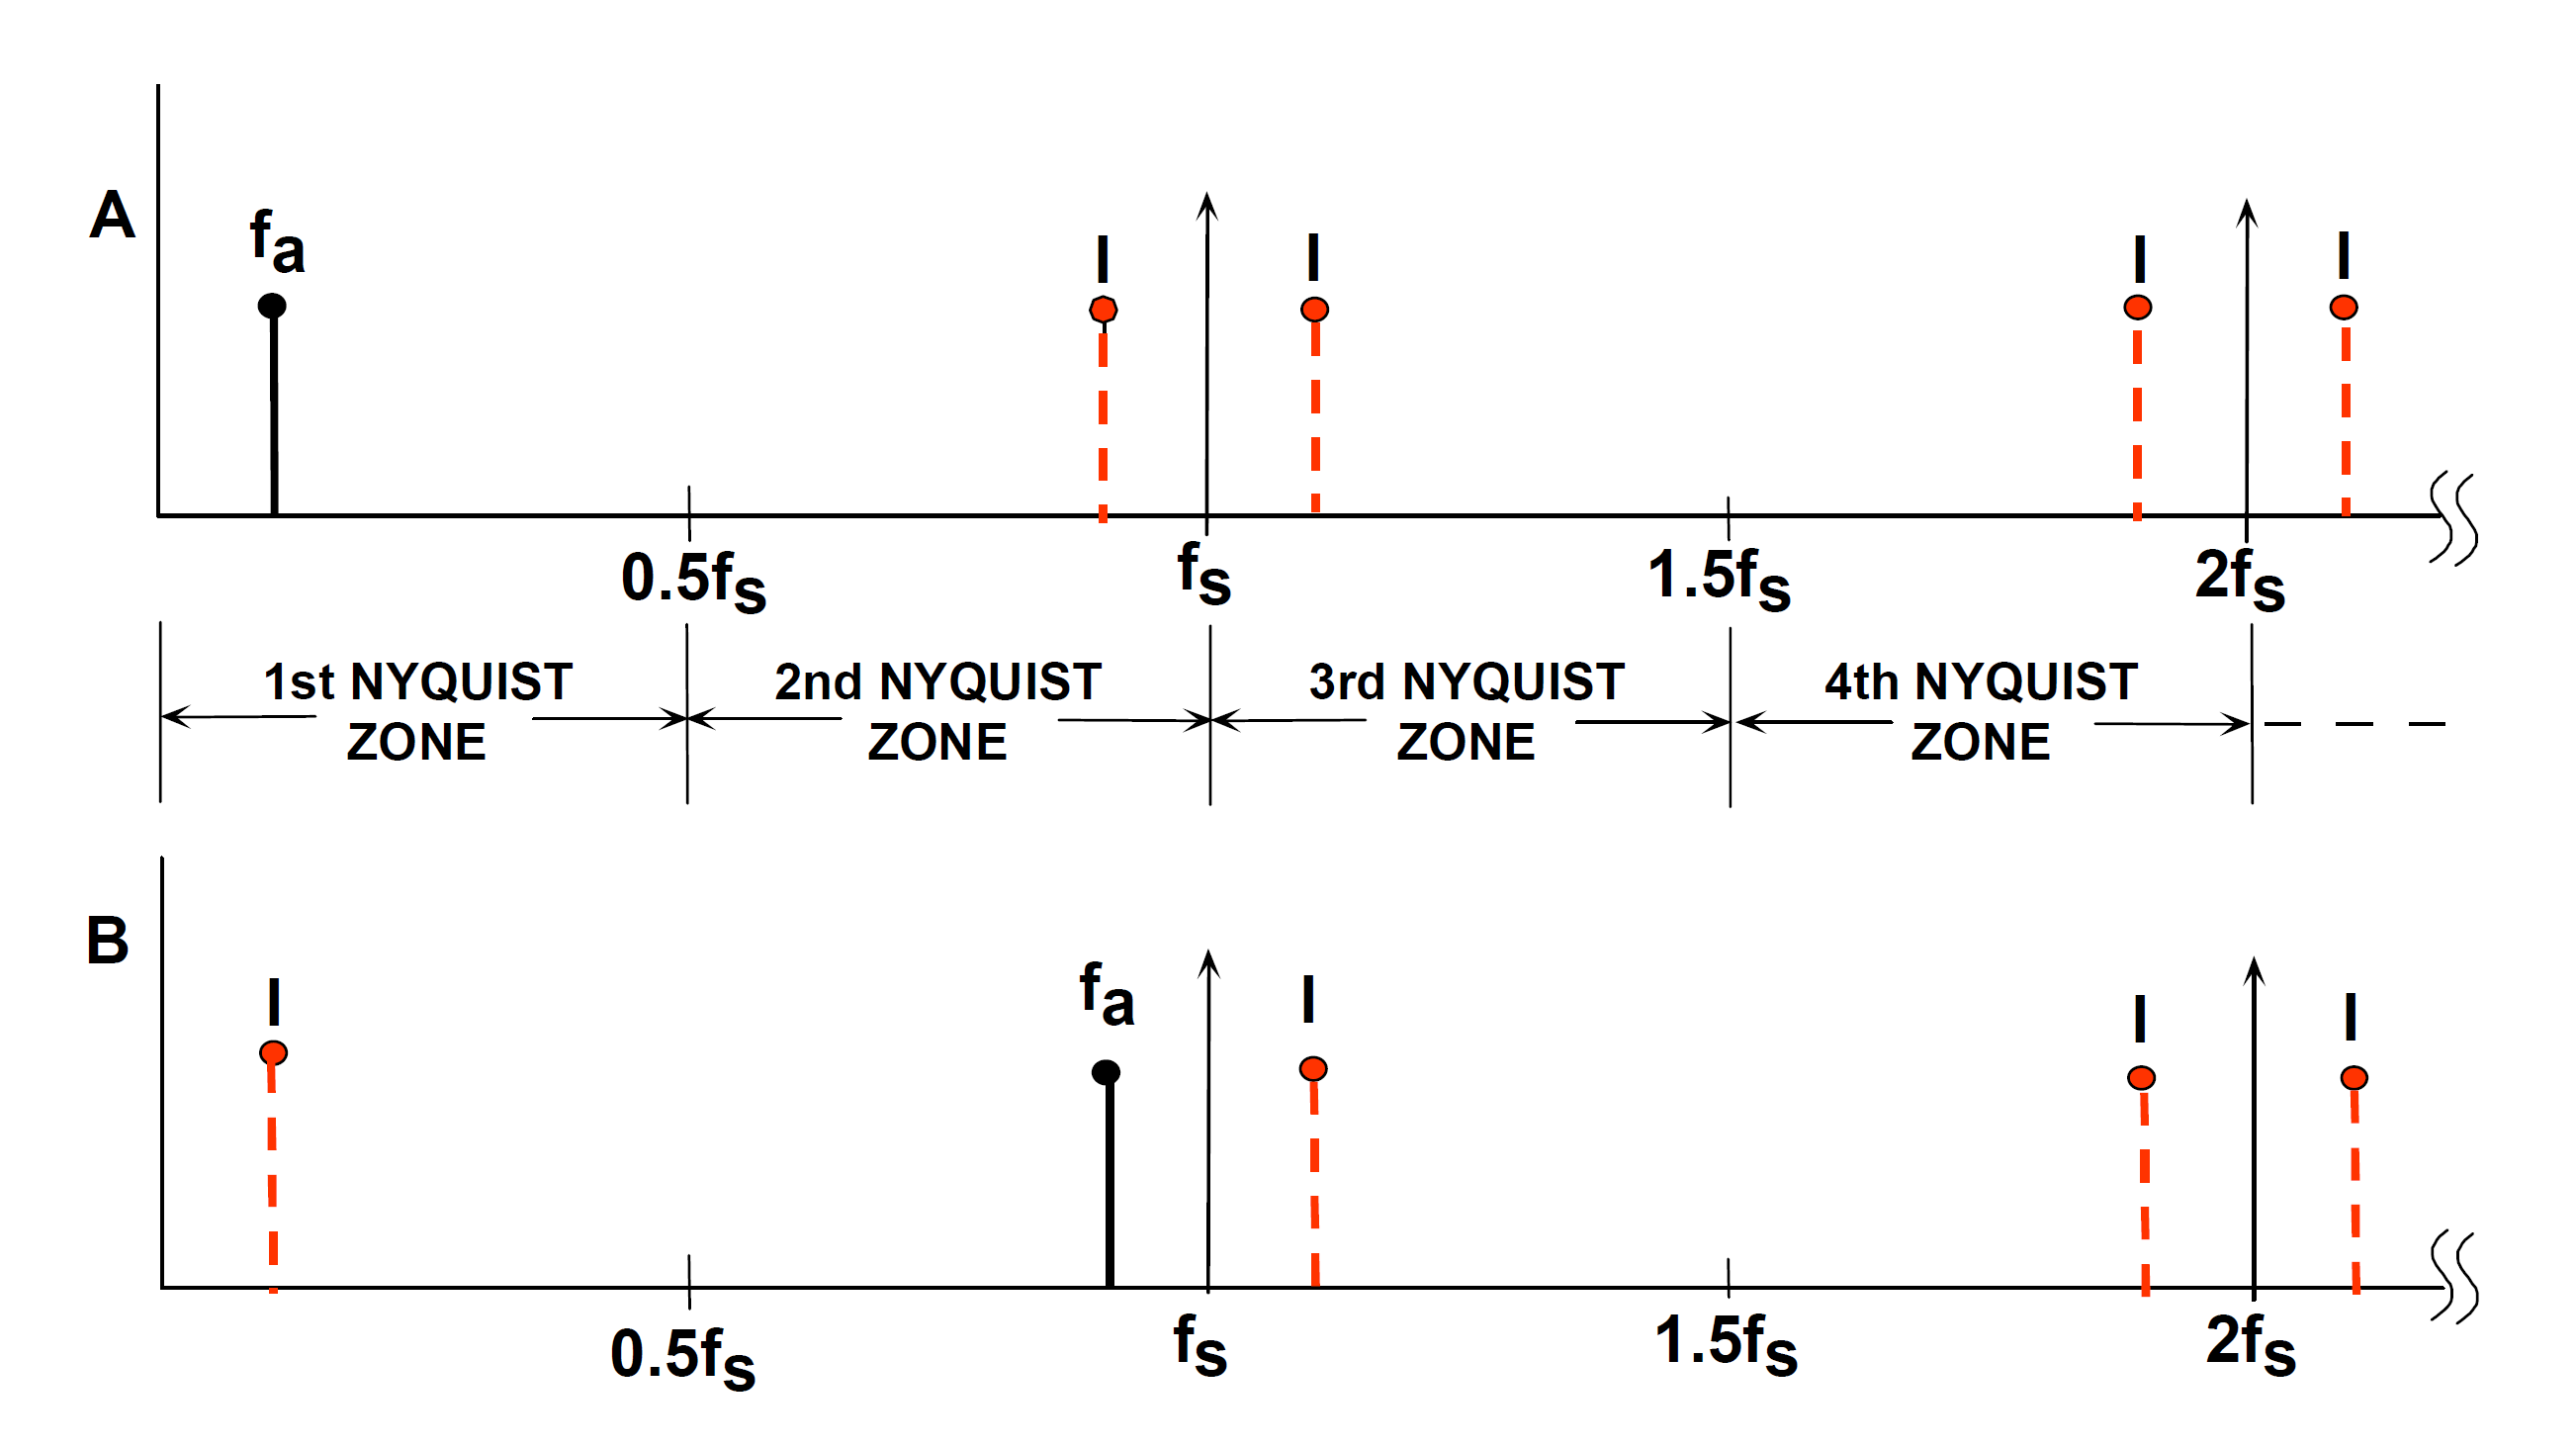 A
fa
I
I
I
I
0.5fs
fs
1.5fs
2fs
1st NYQUIST
ZONE
2nd NYQUIST
ZONE
3rd NYQUIST
ZONE
4th NYQUIST
ZONE
B
I
fa
I
I
I
0.5fs
fs
1.5fs
2fs